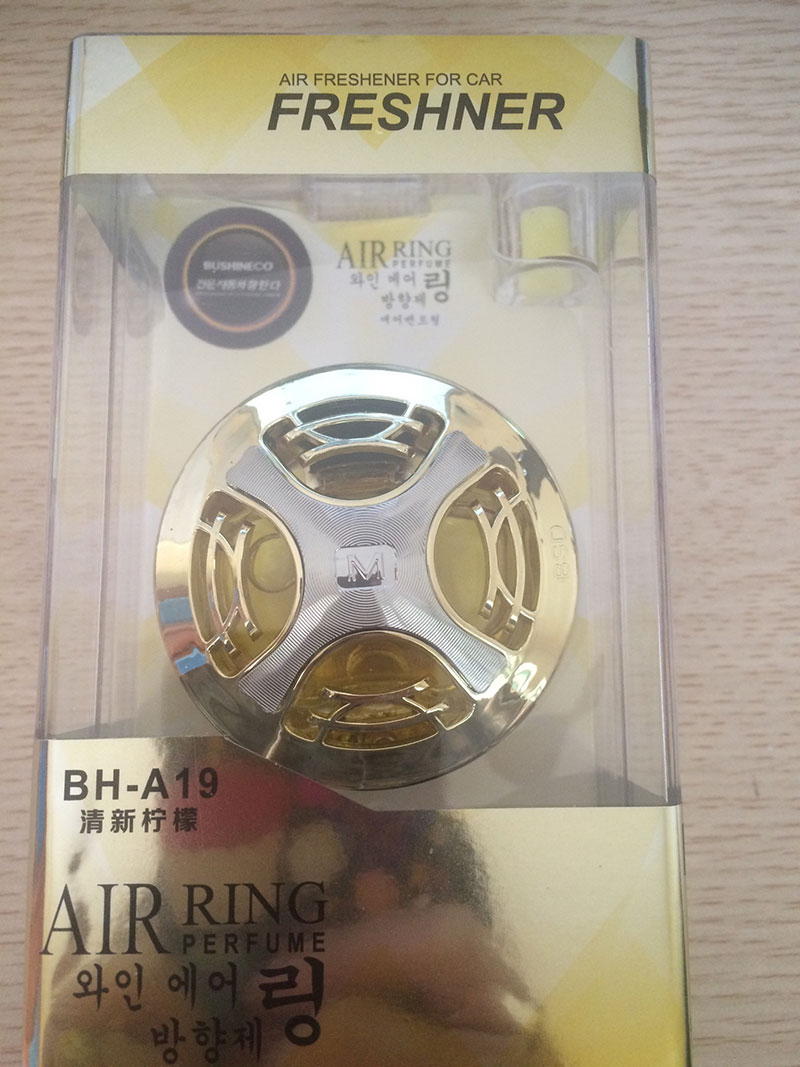 AIR FRESHENER FOR CAR
FRESHNER
BUSHINECO
AIR RING
PERFUME
와인 에어 링
방향제
BH-A19
清新柠檬
AIR RING
PERFUME
와인 에어 링
방향제